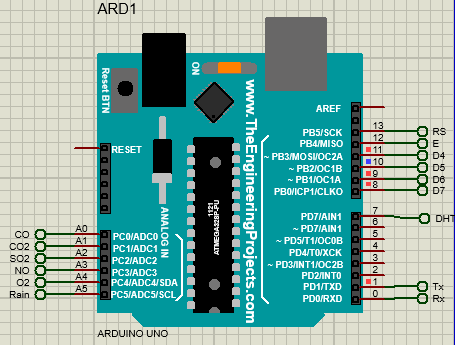 ARD1
Reset BTN
ON
www.TheEngineeringProjects.com
1121
ATMEGA328P-PU
ANALOG IN
RESET
AREF
13 PB5/SCK RS
12 PB4/MISO E
11 ~ PB3/MOSI/OC2A D4
10 ~ PB2/OC1B D5
9 ~ PB1/OC1A D6
8 PB0/ICP1/CLKO D7
7 PD7/AIN1 DHT
6 ~ PD7/AIN1
5 ~ PD5/T1/OC0B
4 PD4/T0/XCK
3 ~ PD3/INT1/OC2B
2 PD2/INT0
1 PD1/TXD Tx
0 PD0/RXD Rx
CO A0 PC0/ADC0
CO2 A1 PC1/ADC1
SO2 A2 PC2/ADC2
NO A3 PC3/ADC3
O2 A4 PC4/ADC4/SDA
Rain A5 PC5/ADC5/SCL
ARDUINO UNO